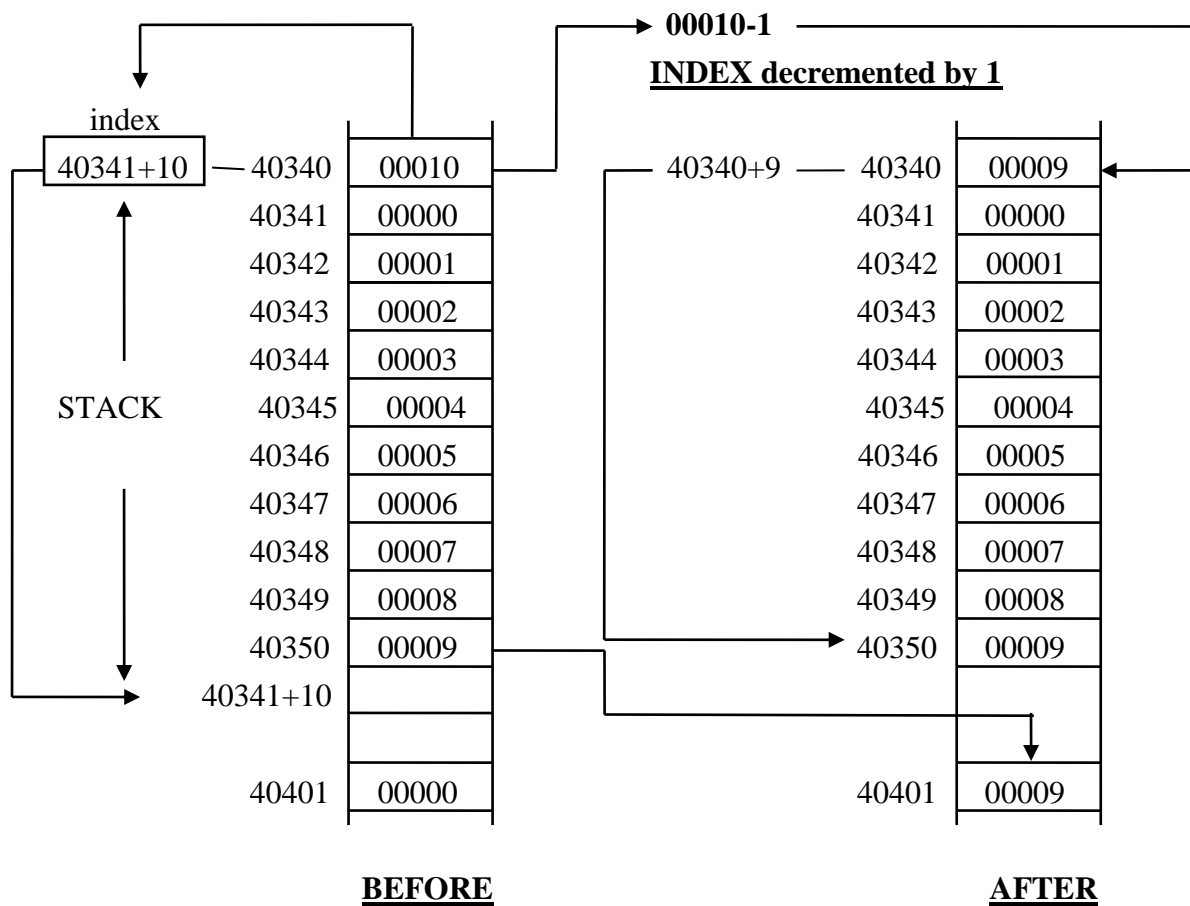 00010-1
INDEX decremented by 1
index
40341+10 40340 00010 40340+9 40340 00009
40341 00000 40341 00000
40342 00001 40342 00001
40343 00002 40343 00002
40344 00003 40344 00003
STACK 40345 00004 40345 00004
40346 00005 40346 00005
40347 00006 40347 00006
40348 00007 40348 00007
40349 00008 40349 00008
40350 00009 40350 00009
40341+10
40401 00000 40401 00009
BEFORE AFTER